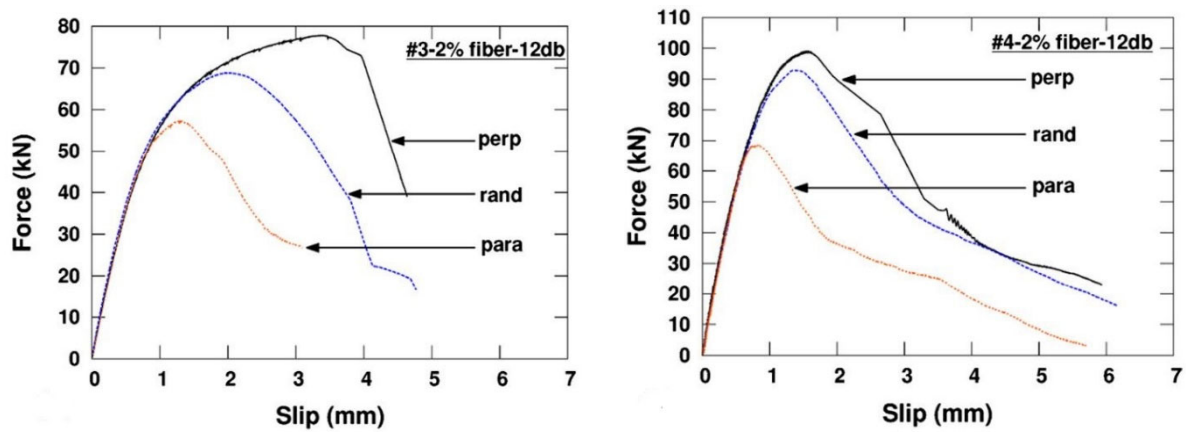 80
70
60
50
40
30
20
10
0
Force (kN)
#3-2% fiber-12db
perp
rand
para
0 1 2 3 4 5 6 7
Slip (mm)
110
100
90
80
70
60
50
40
30
20
10
0
Force (kN)
#4-2% fiber-12db
perp
rand
para
0 1 2 3 4 5 6 7
Slip (mm)